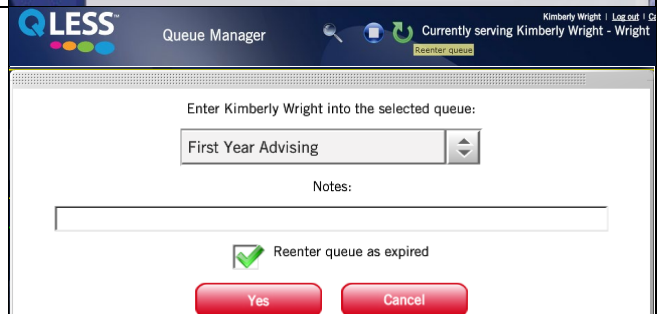 QLESS™
Kimberly Wright | Log out |
Queue Manager
Currently serving Kimberly Wright - Wright
Reenter queue
Enter Kimberly Wright into the selected queue:
First Year Advising
Notes:
Reenter queue as expired
Yes
Cancel